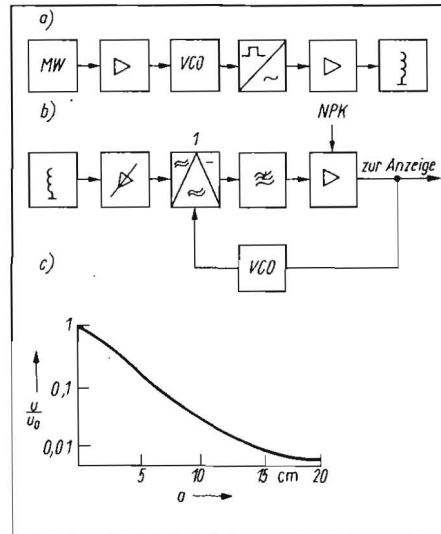 a)
MW
VCO
b)
1
NPK
zur Anzeige
VCO
c)
1
0,1
0,01
u/u₀
5 10 15 cm 20
a